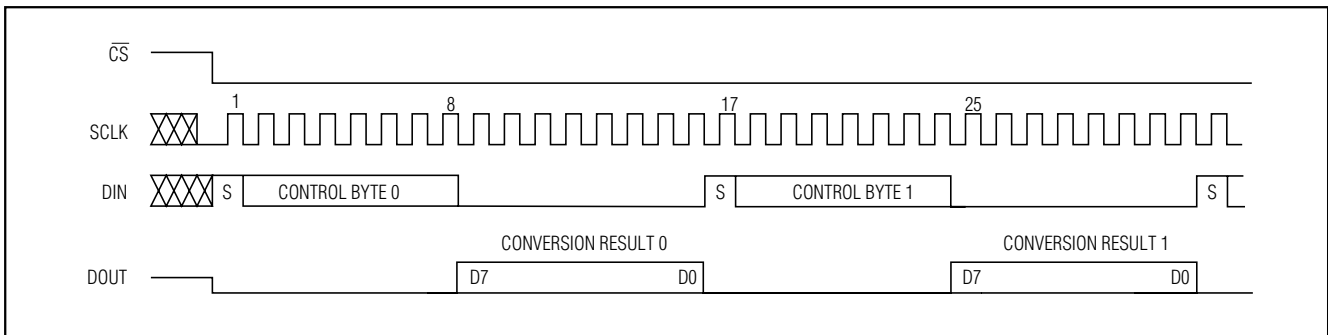 CS
1 8 17 25
SCLK
DIN S CONTROL BYTE 0 S CONTROL BYTE 1 S
CONVERSION RESULT 0 CONVERSION RESULT 1
DOUT D7 D0 D7 D0